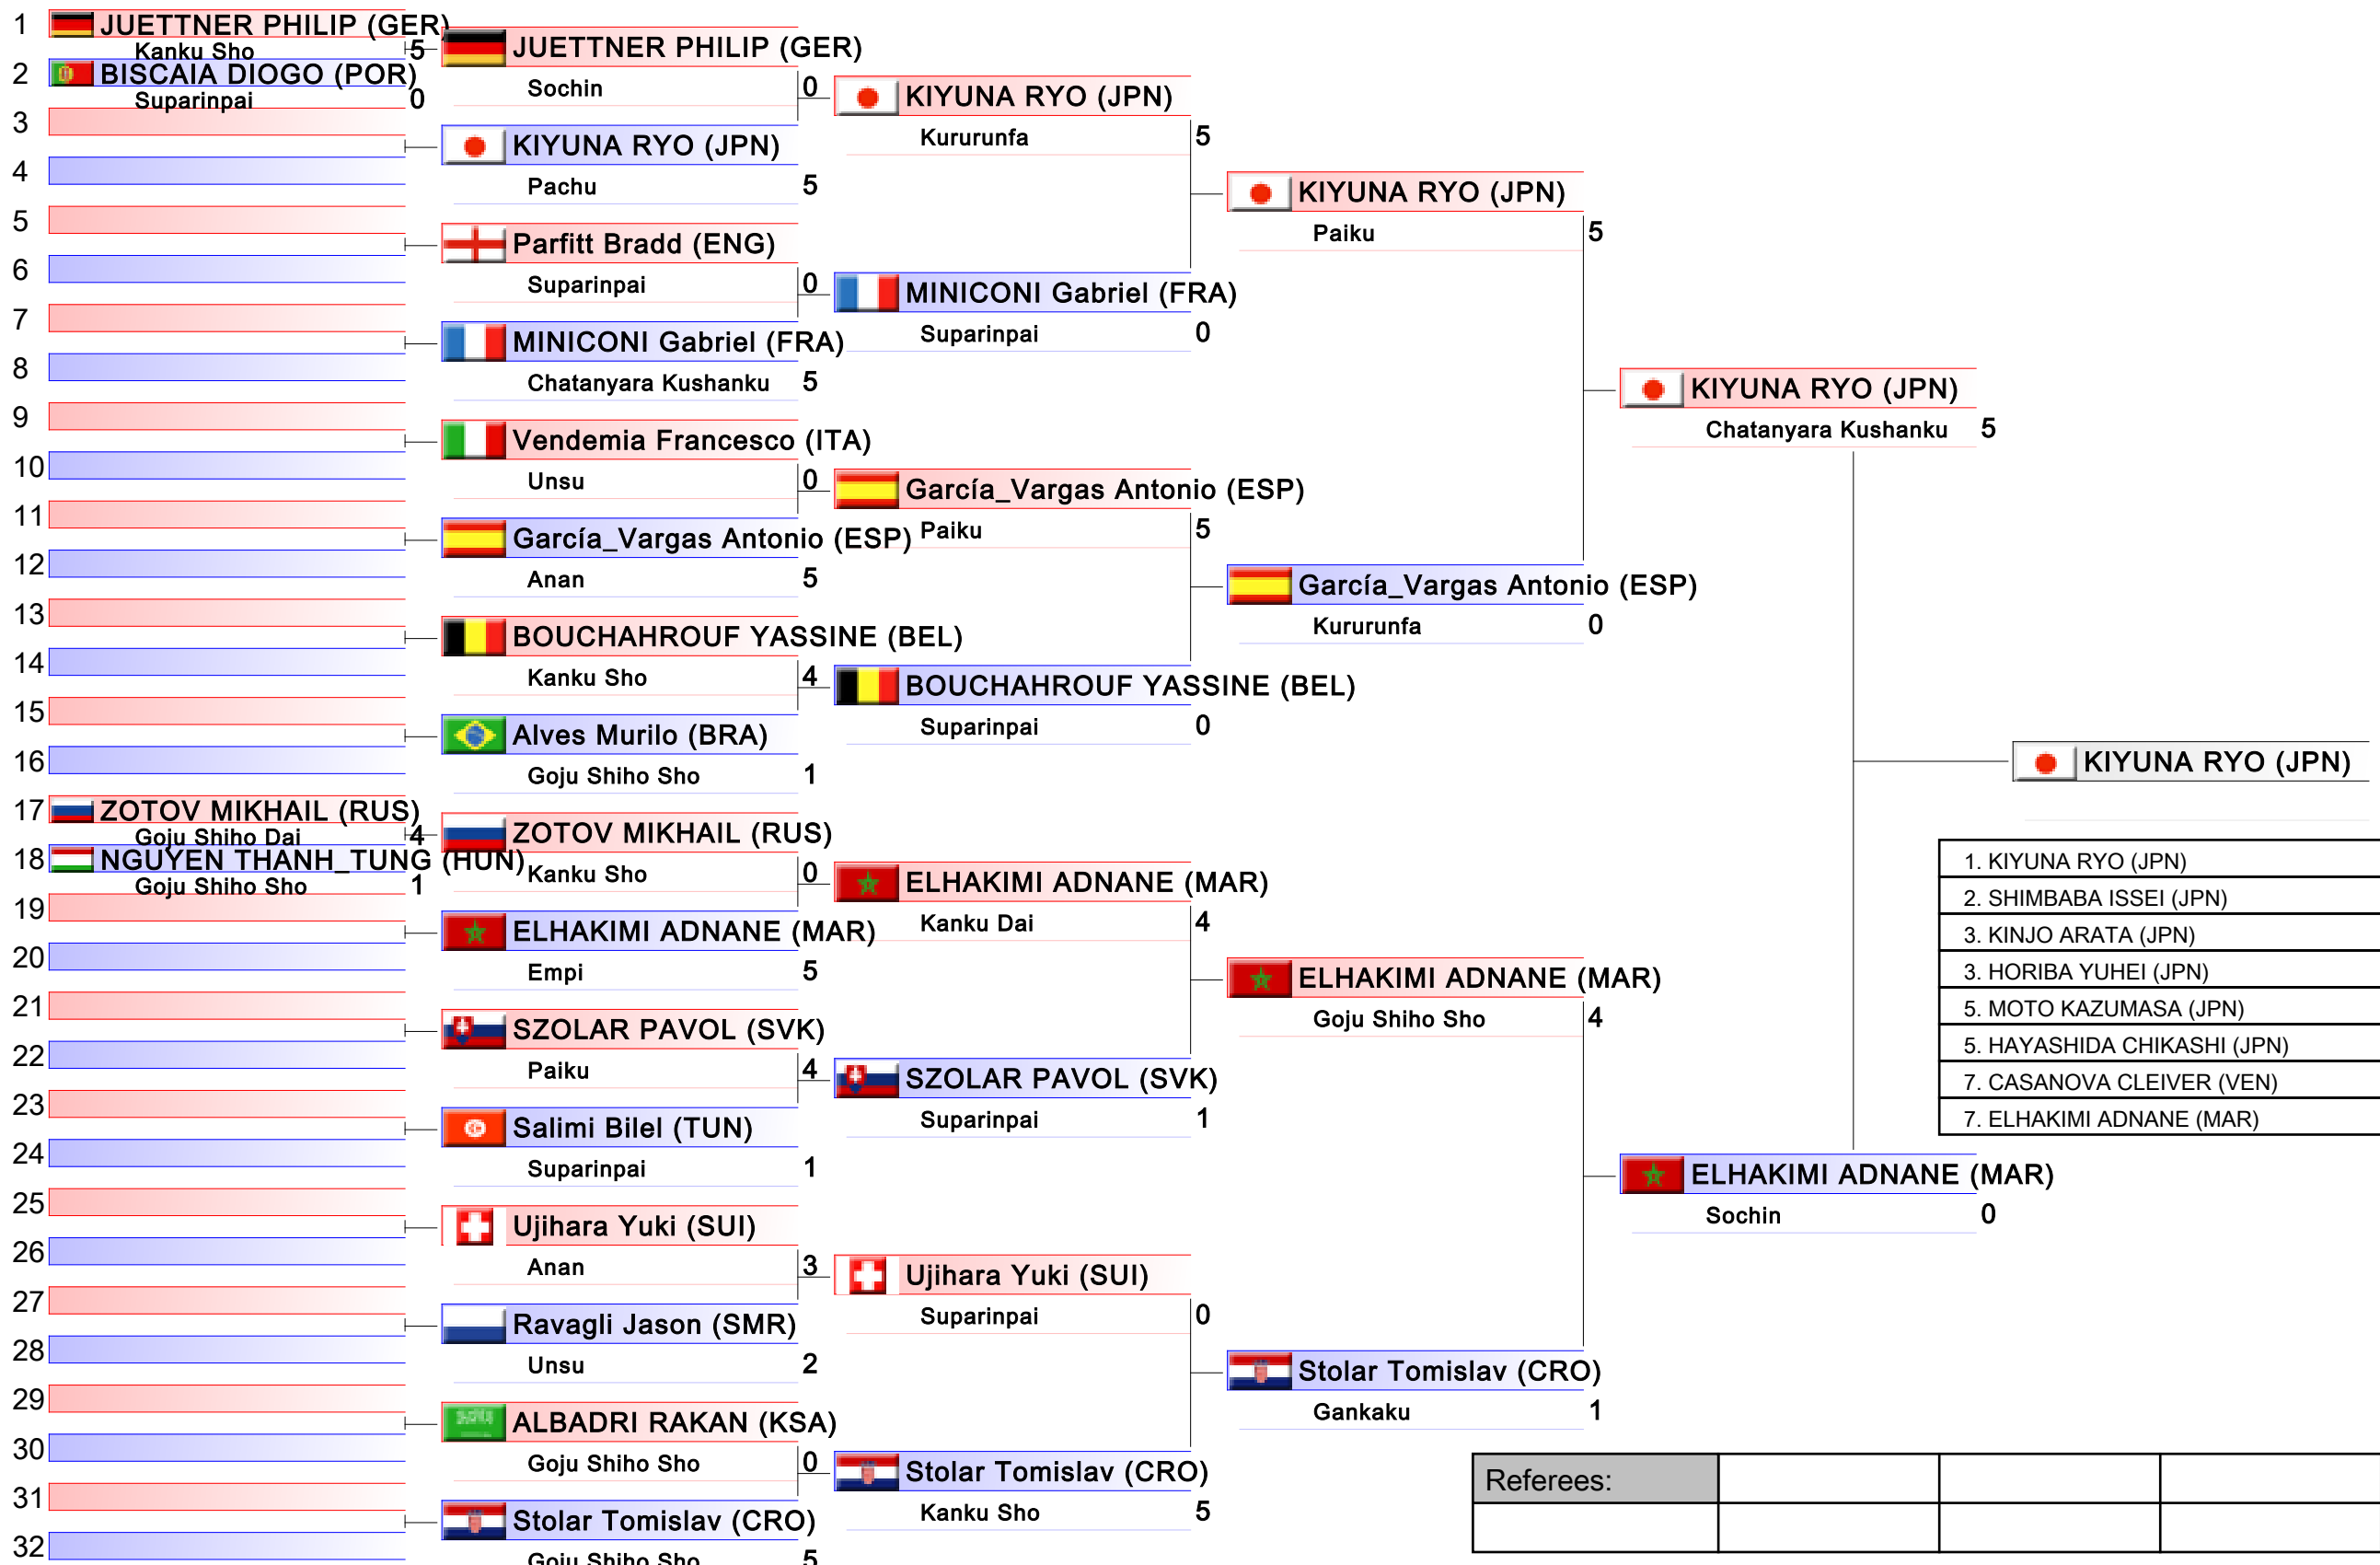 1 JUETTNER PHILIP (GER)
Kanku Sho 5
2 BISCAIA DIOGO (POR)
Suparinpai 0
3
4
5
6
7
8
9
10
11
12
13
14
15
16
17 ZOTOV MIKHAIL (RUS)
Goju Shiho Dai 4
18 NGUYEN THANH_TUNG (HUN)
Goju Shiho Sho 1
19
20
21
22
23
24
25
26
27
28
29
30
31
32
JUETTNER PHILIP (GER)
Sochin 0
KIYUNA RYO (JPN)
Pachu 5
Parfitt Bradd (ENG)
Suparinpai 0
MINICONI Gabriel (FRA)
Chatanyara Kushanku 5
Vendemia Francesco (ITA)
Unsu 0
García_Vargas Antonio (ESP)
Anan 5
BOUCHAHROUF YASSINE (BEL)
Kanku Sho 4
Alves Murilo (BRA)
Goju Shiho Sho 1
ZOTOV MIKHAIL (RUS)
Kanku Sho 0
ELHAKIMI ADNANE (MAR)
Empi 5
SZOLAR PAVOL (SVK)
Paiku 4
Salimi Bilel (TUN)
Suparinpai 1
Ujihara Yuki (SUI)
Anan 3
Ravagli Jason (SMR)
Unsu 2
ALBADRI RAKAN (KSA)
Goju Shiho Sho 0
Stolar Tomislav (CRO)
Goju Shiho Sho 5
KIYUNA RYO (JPN)
Kururunfa 5
MINICONI Gabriel (FRA)
Suparinpai 0
García_Vargas Antonio (ESP)
Paiku 5
BOUCHAHROUF YASSINE (BEL)
Suparinpai 0
ELHAKIMI ADNANE (MAR)
Kanku Dai 4
SZOLAR PAVOL (SVK)
Suparinpai 1
Ujihara Yuki (SUI)
Suparinpai 0
Stolar Tomislav (CRO)
Kanku Sho 5
KIYUNA RYO (JPN)
Paiku 5
García_Vargas Antonio (ESP)
Kururunfa 0
ELHAKIMI ADNANE (MAR)
Goju Shiho Sho 4
Stolar Tomislav (CRO)
Gankaku 1
KIYUNA RYO (JPN)
Chatanyara Kushanku 5
ELHAKIMI ADNANE (MAR)
Sochin 0
KIYUNA RYO (JPN)
1. KIYUNA RYO (JPN)
2. SHIMBABA ISSEI (JPN)
3. KINJO ARATA (JPN)
3. HORIBA YUHEI (JPN)
5. MOTO KAZUMASA (JPN)
5. HAYASHIDA CHIKASHI (JPN)
7. CASANOVA CLEIVER (VEN)
7. ELHAKIMI ADNANE (MAR)
Referees: